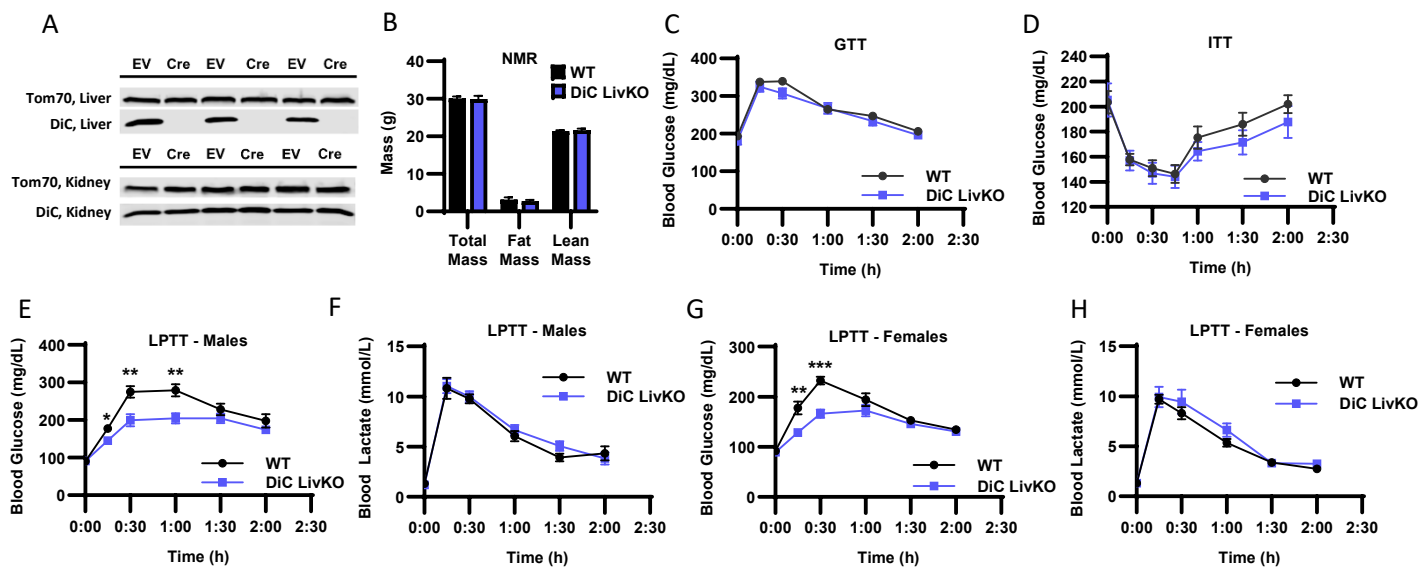 A
EV Cre EV Cre EV Cre
Tom70, Liver
DiC, Liver
EV Cre EV Cre EV Cre
Tom70, Kidney
DiC, Kidney
B
NMR
WT
DiC LivKO
Mass (g)
40
30
20
10
0
Total Mass
Fat Mass
Lean Mass
C
GTT
Blood Glucose (mg/dL)
400
300
200
100
0
WT
DiC LivKO
0:00 0:30 1:00 1:30 2:00 2:30
Time (h)
D
ITT
Blood Glucose (mg/dL)
240
220
200
180
160
140
120
WT
DiC LivKO
0:00 0:30 1:00 1:30 2:00 2:30
Time (h)
E
LPTT - Males
Blood Glucose (mg/dL)
400
300
200
100
0
* ** **
WT
DiC LivKO
0:00 0:30 1:00 1:30 2:00 2:30
Time (h)
F
LPTT - Males
Blood Lactate (mmol/L)
15
10
5
0
WT
DiC LivKO
0:00 0:30 1:00 1:30 2:00 2:30
Time (h)
G
LPTT - Females
Blood Glucose (mg/dL)
300
200
100
0
** ***
WT
DiC LivKO
0:00 0:30 1:00 1:30 2:00 2:30
Time (h)
H
LPTT - Females
Blood Lactate (mmol/L)
15
10
5
0
WT
DiC LivKO
0:00 0:30 1:00 1:30 2:00 2:30
Time (h)